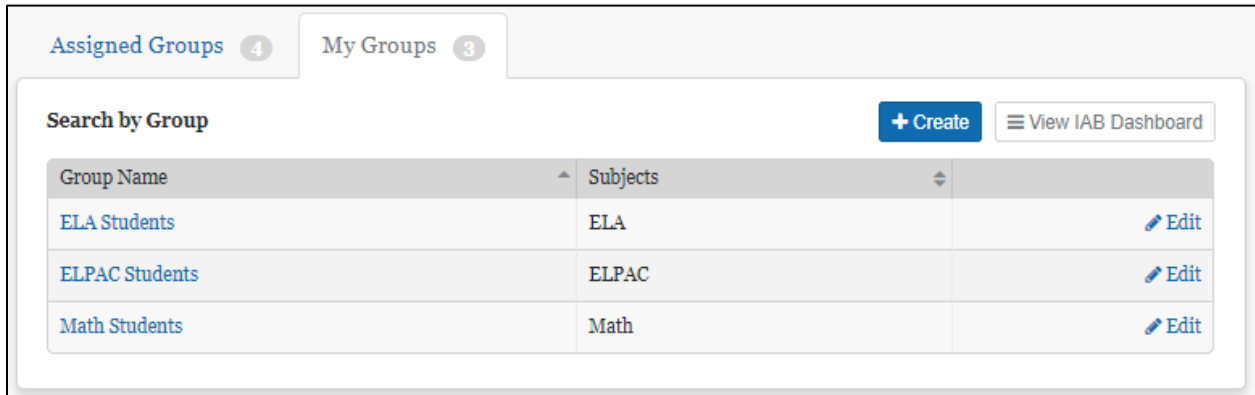 Assigned Groups 4 My Groups 3
Search by Group + Create View IAB Dashboard
Group Name Subjects
ELA Students ELA Edit
ELPAC Students ELPAC Edit
Math Students Math Edit